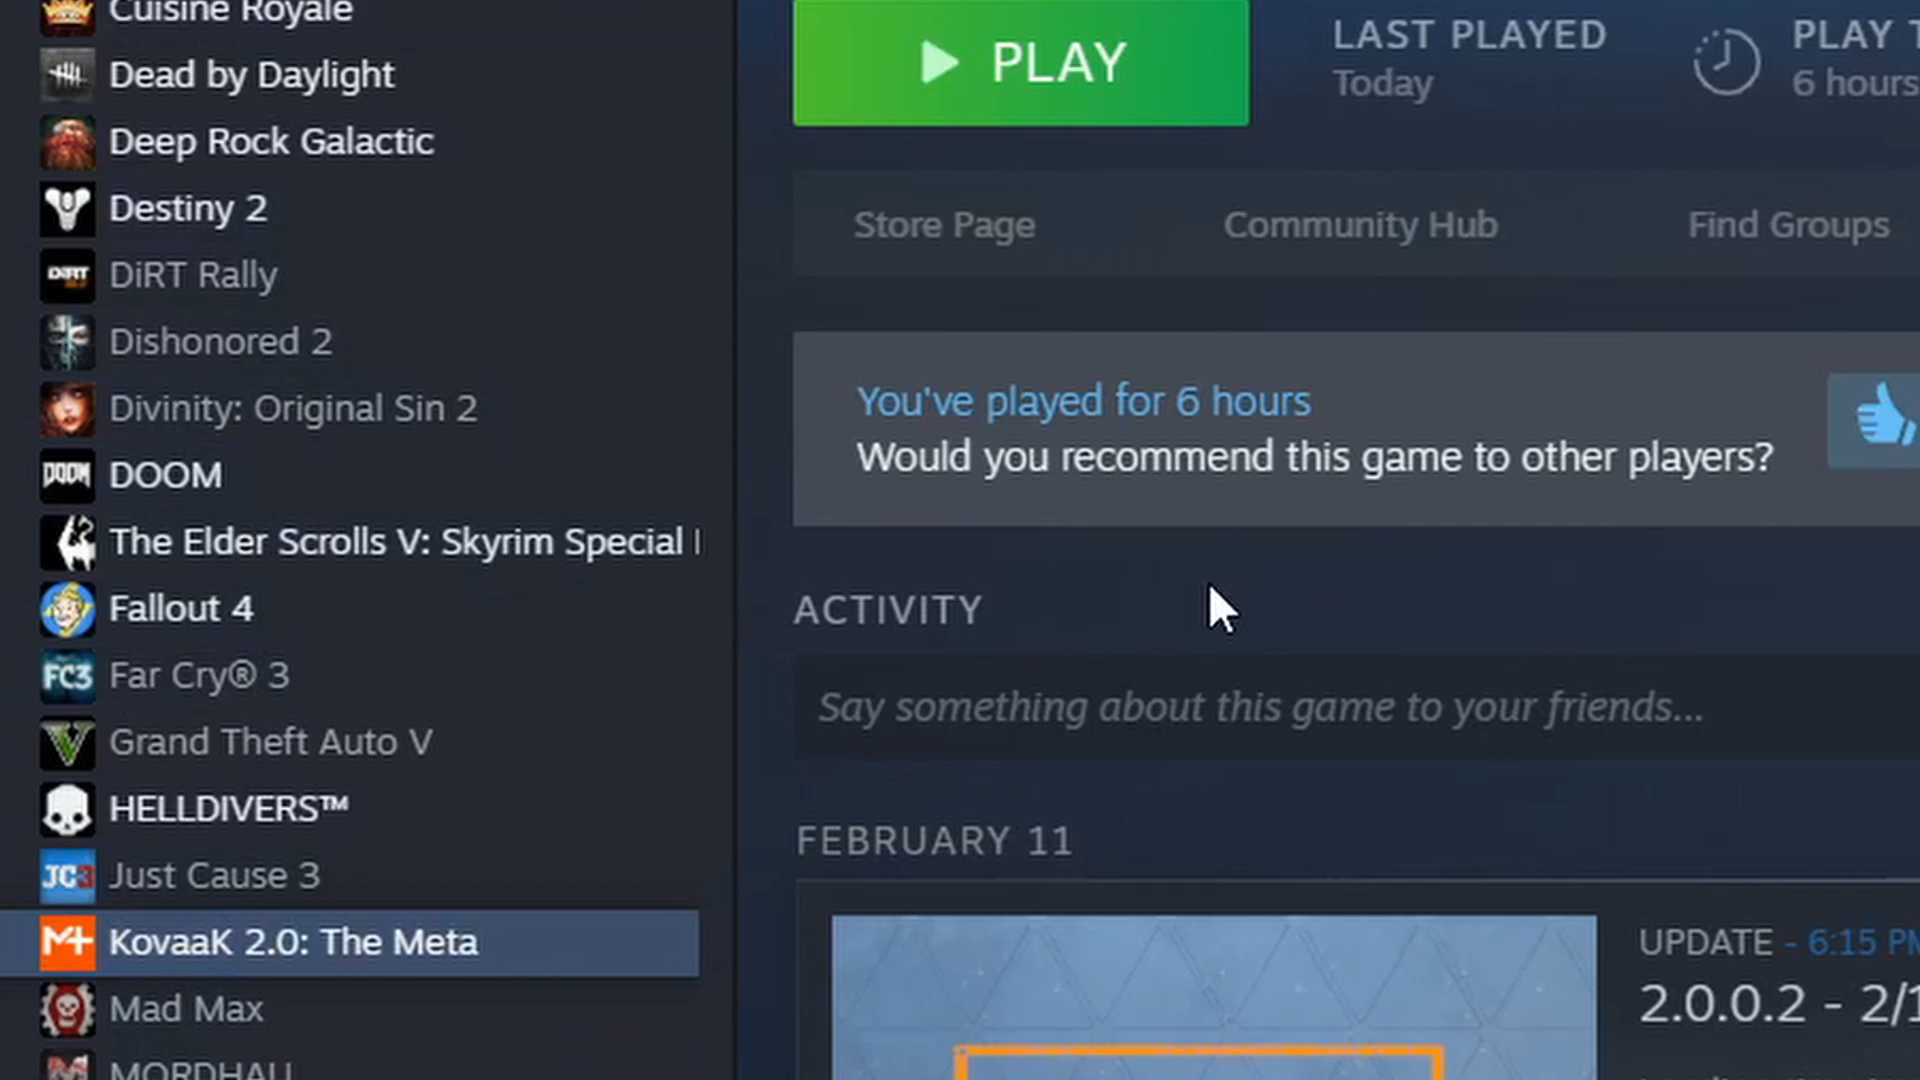 Cuisine Royale
Dead by Daylight
Deep Rock Galactic
Destiny 2
DiRT Rally
Dishonored 2
Divinity: Original Sin 2
DOOM
The Elder Scrolls V: Skyrim Special
Fallout 4
Far Cry® 3
Grand Theft Auto V
HELLDIVERS™
Just Cause 3
KovaaK 2.0: The Meta
Mad Max
MORDHAU
DiRT
DOOM
FC3
JC3
PLAY
LAST PLAYED
Today
PLAY T
6 hours
Store Page
Community Hub
Find Groups
You've played for 6 hours
Would you recommend this game to other players?
ACTIVITY
Say something about this game to your friends...
FEBRUARY 11
UPDATE - 6:15 PM
2.0.0.2 - 2/1